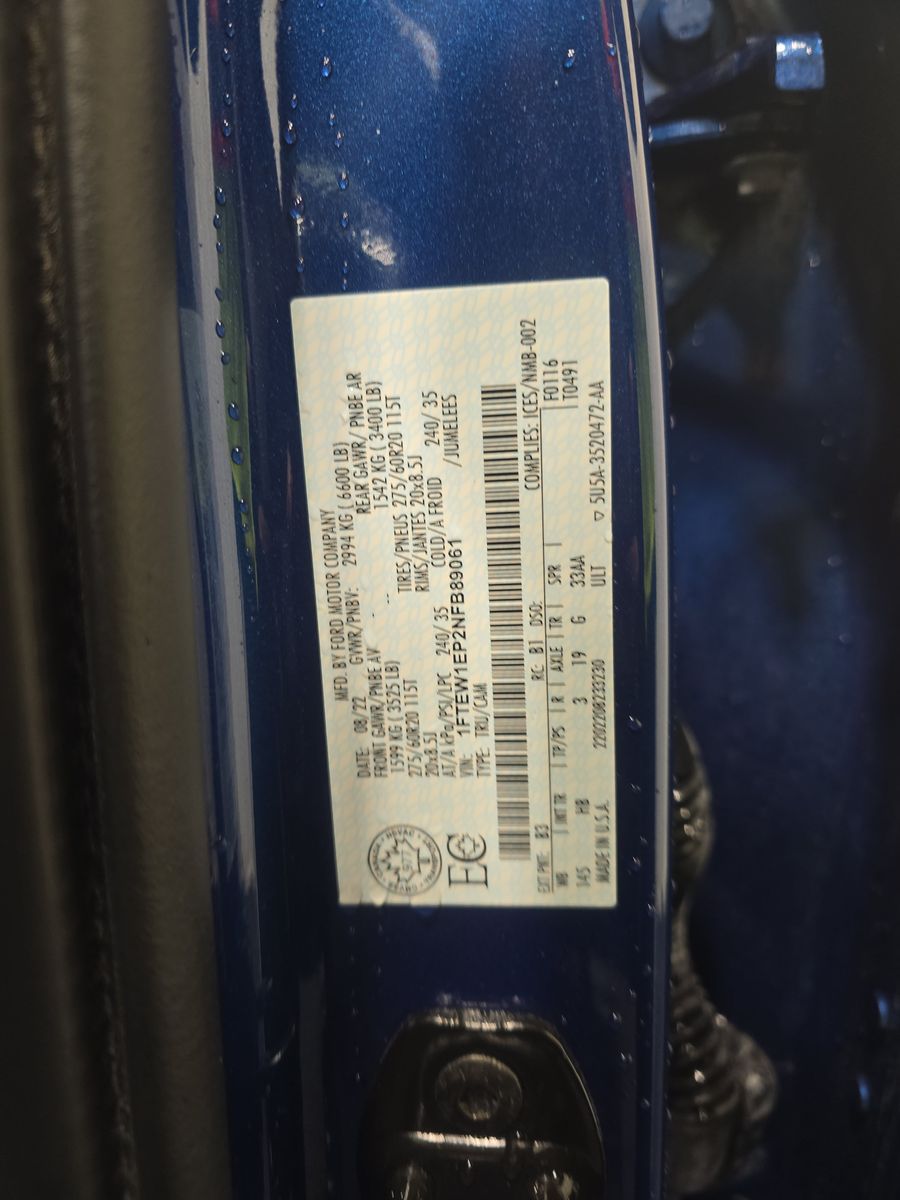 MFD. BY FORD MOTOR COMPANY
DATE: 08/22 GVWR/PNBV: 2994 KG ( 6600 LB)
FRONT GAWR/PNBE AV REAR GAWR/ PNBE AR
1599 KG ( 3525 LB) 1542 KG ( 3400 LB)
275/60R20 115T TIRES/PNEUS 275/60R20 115T
20x8.5J RIMS/JANTES 20x8.5J
AT/A kPa/PSI/LPC 240/ 35 COLD/A FROID 240/ 35
VIN: 1FTEW1EP2NFB89061 /JUMELEES
TYPE: TRU/CAM
COMPLIES: ICES/NMB-002
EXT PNT: B3 RC: B1 DSO: F0116
WB INT TR TP/PS R AXLE TR SPR T0491
145 HB 3 19 G 33AA
MADE IN U.S.A. 220220823230 ULT ▽ 5U5A-3520472-AA
EC
1977